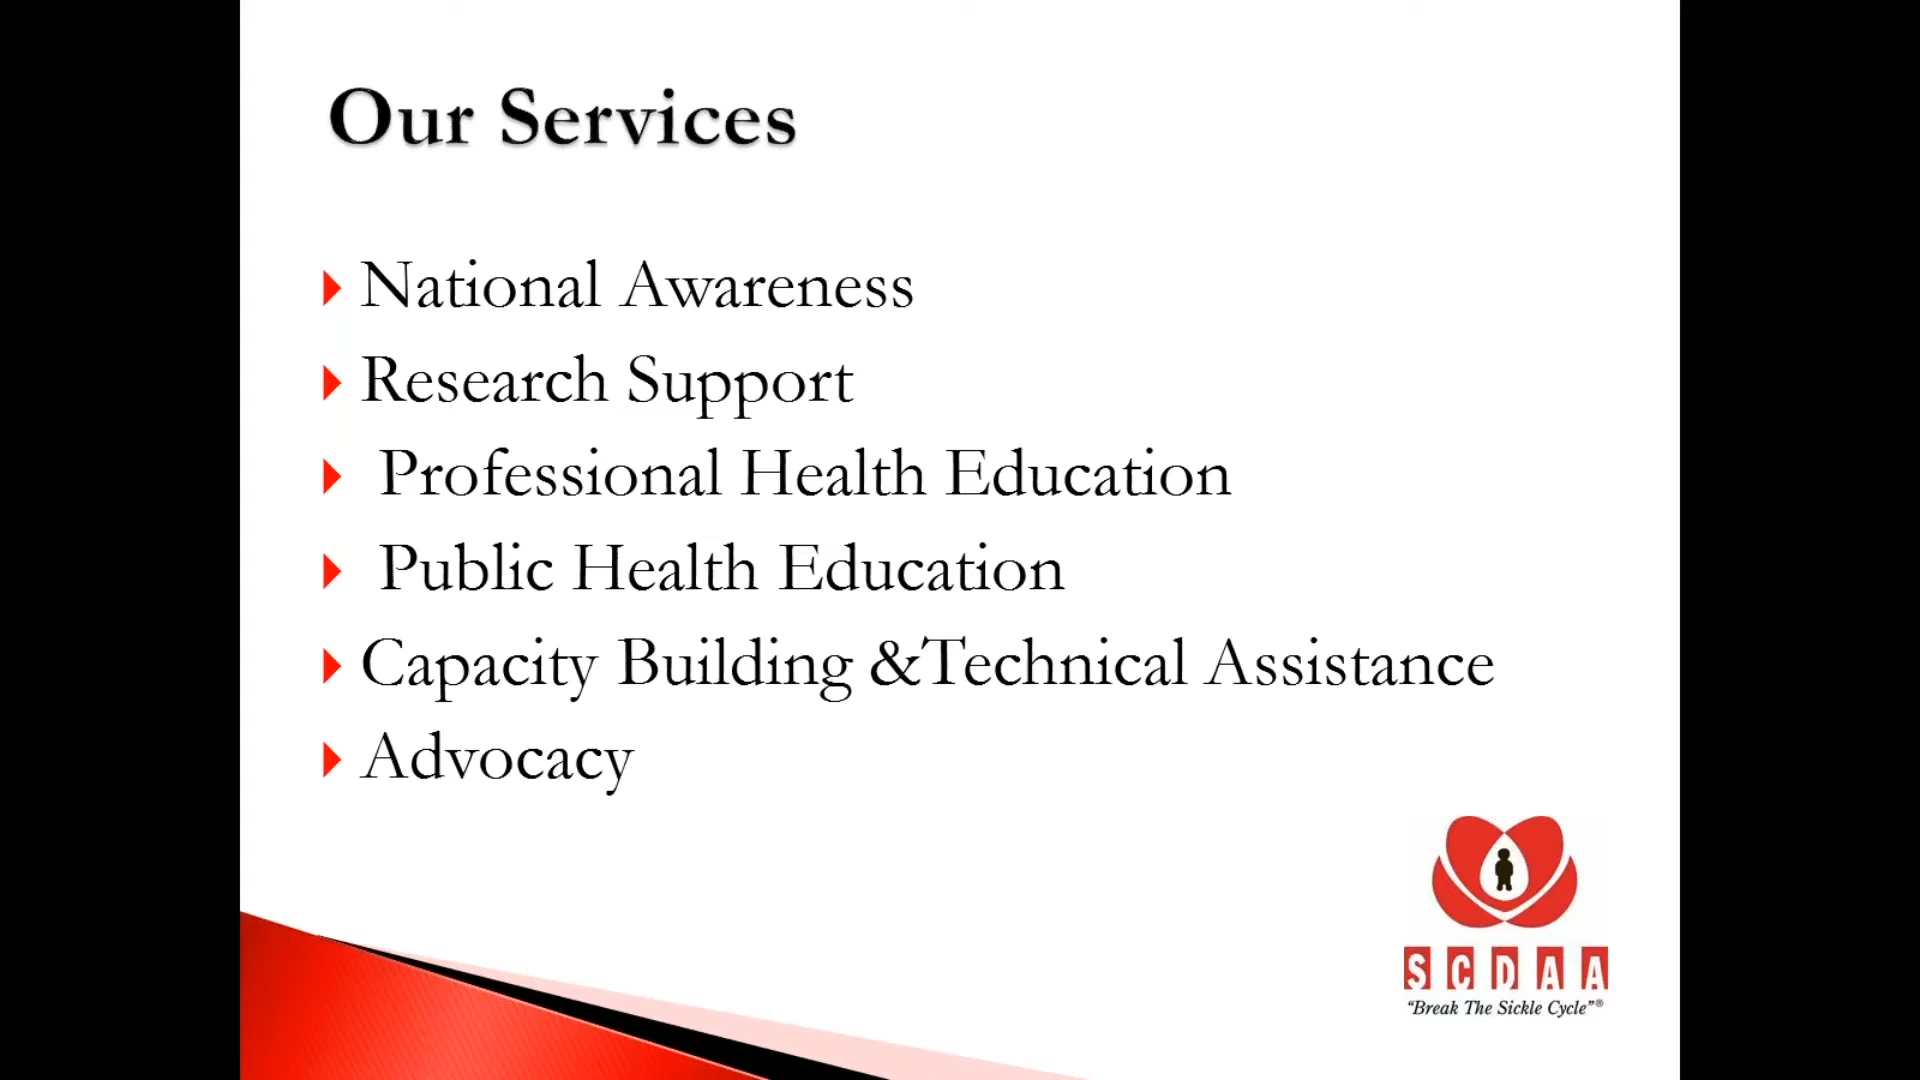 Our Services
National Awareness
Research Support
Professional Health Education
Public Health Education
Capacity Building &Technical Assistance
Advocacy
SCDAA
“Break The Sickle Cycle”®